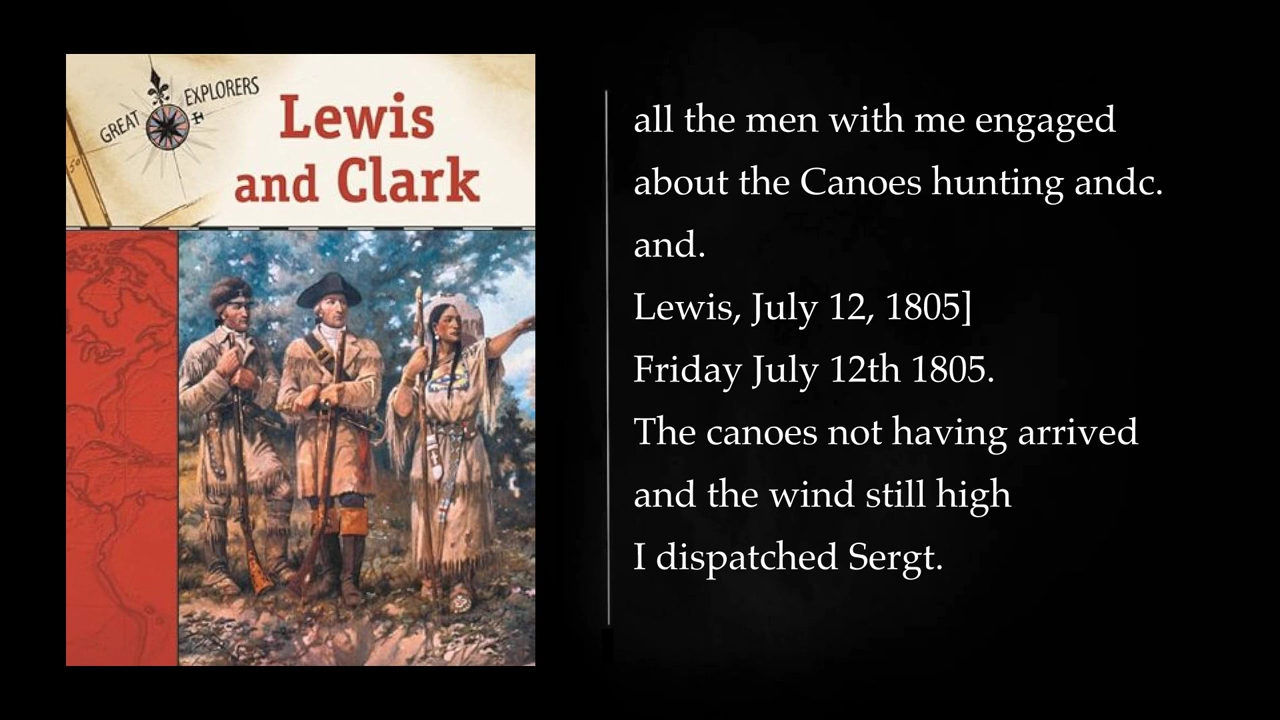 GREAT EXPLORERS
Lewis
and Clark
50
all the men with me engaged
about the Canoes hunting andc.
and.
Lewis, July 12, 1805]
Friday July 12th 1805.
The canoes not having arrived
and the wind still high
I dispatched Sergt.